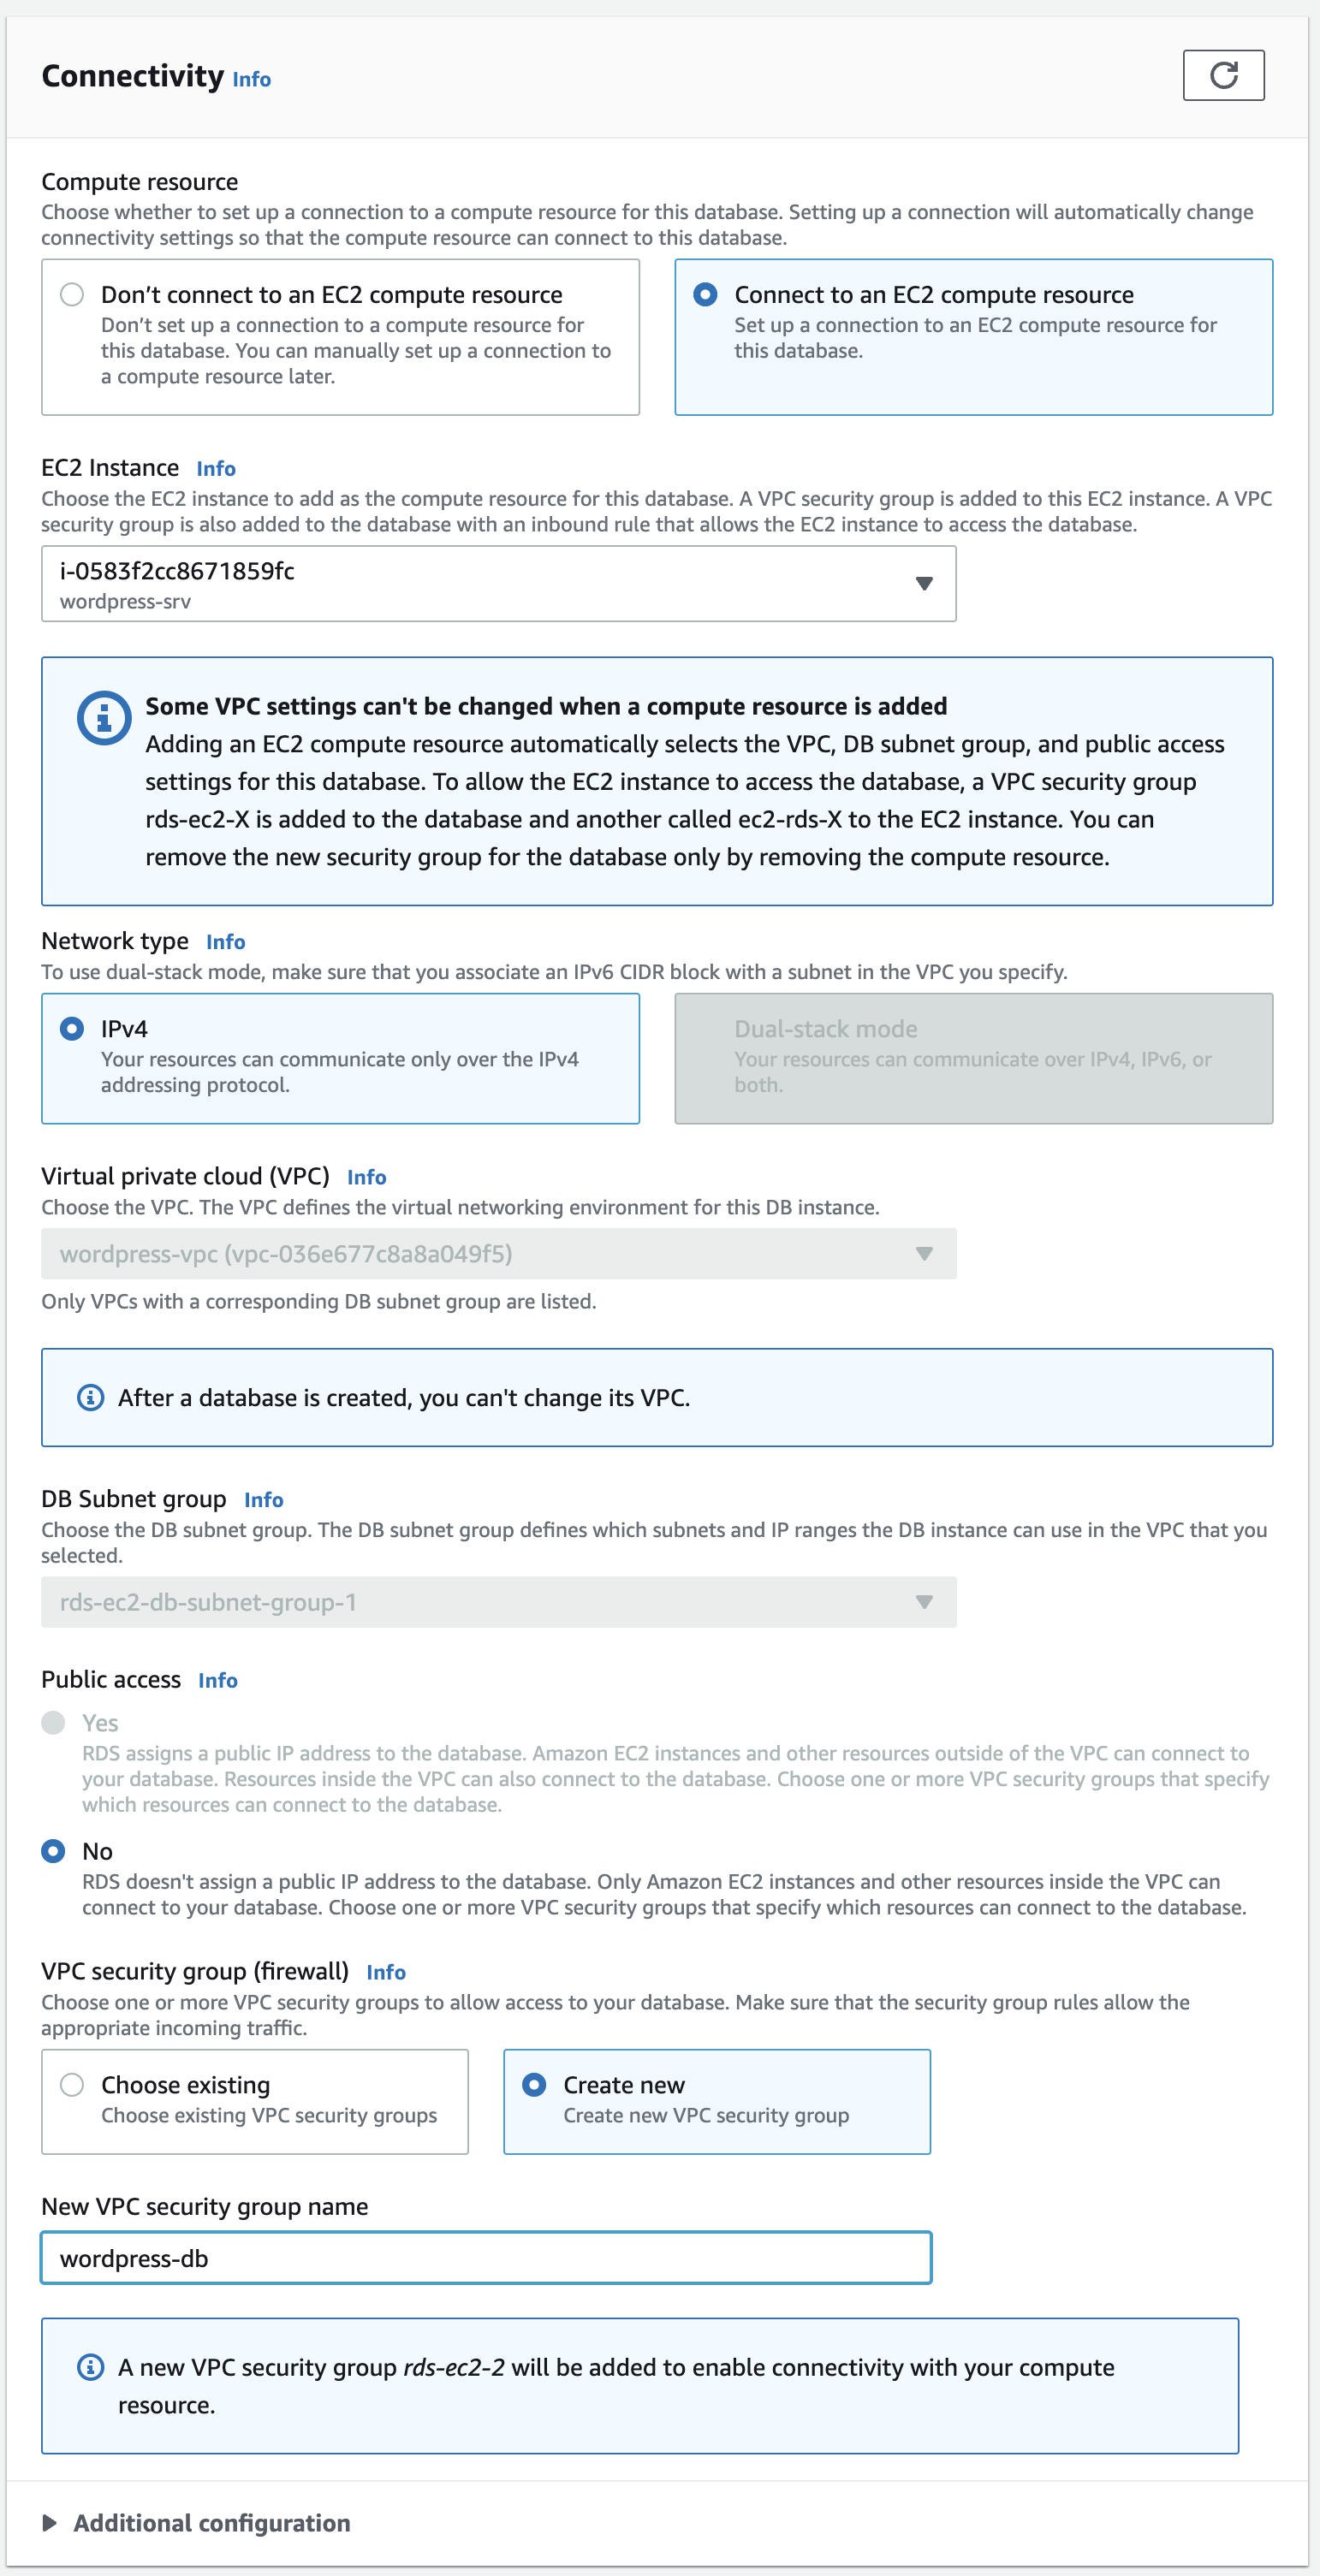 Connectivity Info
Compute resource
Choose whether to set up a connection to a compute resource for this database. Setting up a connection will automatically change
connectivity settings so that the compute resource can connect to this database.
Don't connect to an EC2 compute resource
Don't set up a connection to a compute resource for
this database. You can manually set up a connection to
a compute resource later.
Connect to an EC2 compute resource
Set up a connection to an EC2 compute resource for
this database.
EC2 Instance Info
Choose the EC2 instance to add as the compute resource for this database. A VPC security group is added to this EC2 instance. A VPC
security group is also added to the database with an inbound rule that allows the EC2 instance to access the database.
i-0583f2cc8671859fc
wordpress-srv
Some VPC settings can't be changed when a compute resource is added
Adding an EC2 compute resource automatically selects the VPC, DB subnet group, and public access
settings for this database. To allow the EC2 instance to access the database, a VPC security group
rds-ec2-X is added to the database and another called ec2-rds-X to the EC2 instance. You can
remove the new security group for the database only by removing the compute resource.
Network type Info
To use dual-stack mode, make sure that you associate an IPv6 CIDR block with a subnet in the VPC you specify.
IPv4
Your resources can communicate only over the IPv4
addressing protocol.
Dual-stack mode
Your resources can communicate over IPv4, IPv6, or
both.
Virtual private cloud (VPC) Info
Choose the VPC. The VPC defines the virtual networking environment for this DB instance.
wordpress-vpc (vpc-036e677c8a8a049f5)
Only VPCs with a corresponding DB subnet group are listed.
After a database is created, you can't change its VPC.
DB Subnet group Info
Choose the DB subnet group. The DB subnet group defines which subnets and IP ranges the DB instance can use in the VPC that you
selected.
rds-ec2-db-subnet-group-1
Public access Info
Yes
RDS assigns a public IP address to the database. Amazon EC2 instances and other resources outside of the VPC can connect to
your database. Resources inside the VPC can also connect to the database. Choose one or more VPC security groups that specify
which resources can connect to the database.
No
RDS doesn't assign a public IP address to the database. Only Amazon EC2 instances and other resources inside the VPC can
connect to your database. Choose one or more VPC security groups that specify which resources can connect to the database.
VPC security group (firewall) Info
Choose one or more VPC security groups to allow access to your database. Make sure that the security group rules allow the
appropriate incoming traffic.
Choose existing
Choose existing VPC security groups
Create new
Create new VPC security group
New VPC security group name
wordpress-db
A new VPC security group rds-ec2-2 will be added to enable connectivity with your compute
resource.
Additional configuration